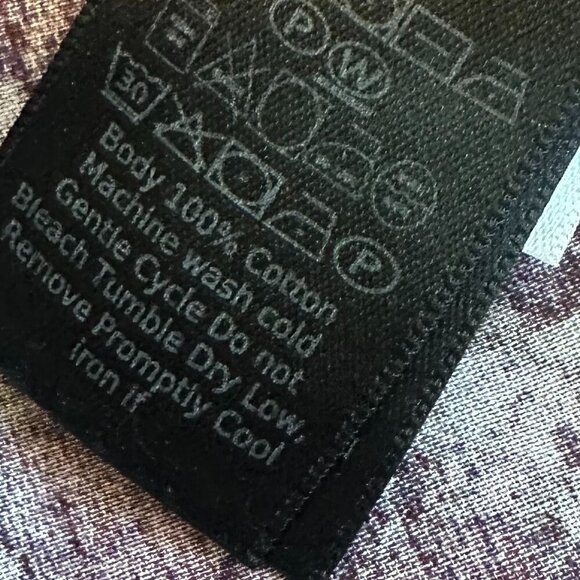 P
W
30
P
Body 100% Cotton
Machine wash cold
Gentle Cycle Do not
Bleach Tumble Dry Low,
Remove Promptly Cool
iron if